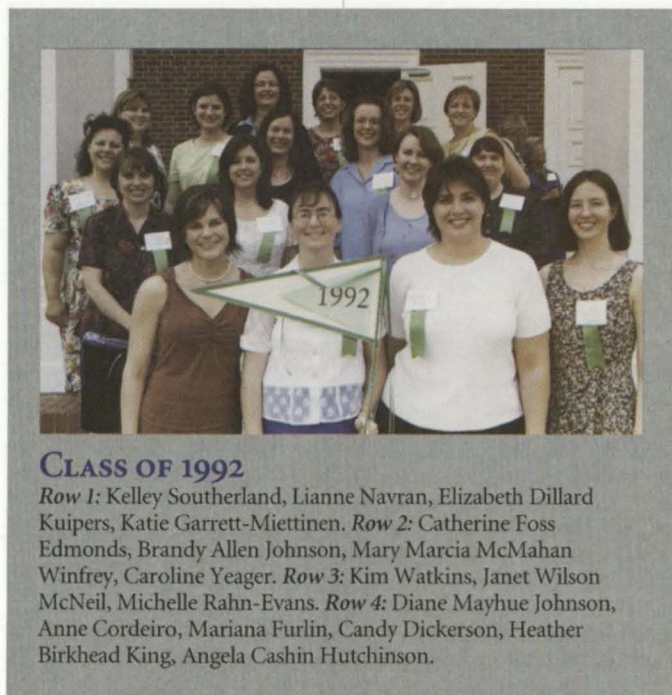 1992
CLASS OF 1992
Row 1: Kelley Southerland, Lianne Navran, Elizabeth Dillard
Kuipers, Katie Garrett-Miettinen. Row 2: Catherine Foss
Edmonds, Brandy Allen Johnson, Mary Marcia McMahan
Winfrey, Caroline Yeager. Row 3: Kim Watkins, Janet Wilson
McNeil, Michelle Rahn-Evans. Row 4: Diane Mayhue Johnson,
Anne Cordeiro, Mariana Furlin, Candy Dickerson, Heather
Birkhead King, Angela Cashin Hutchinson.